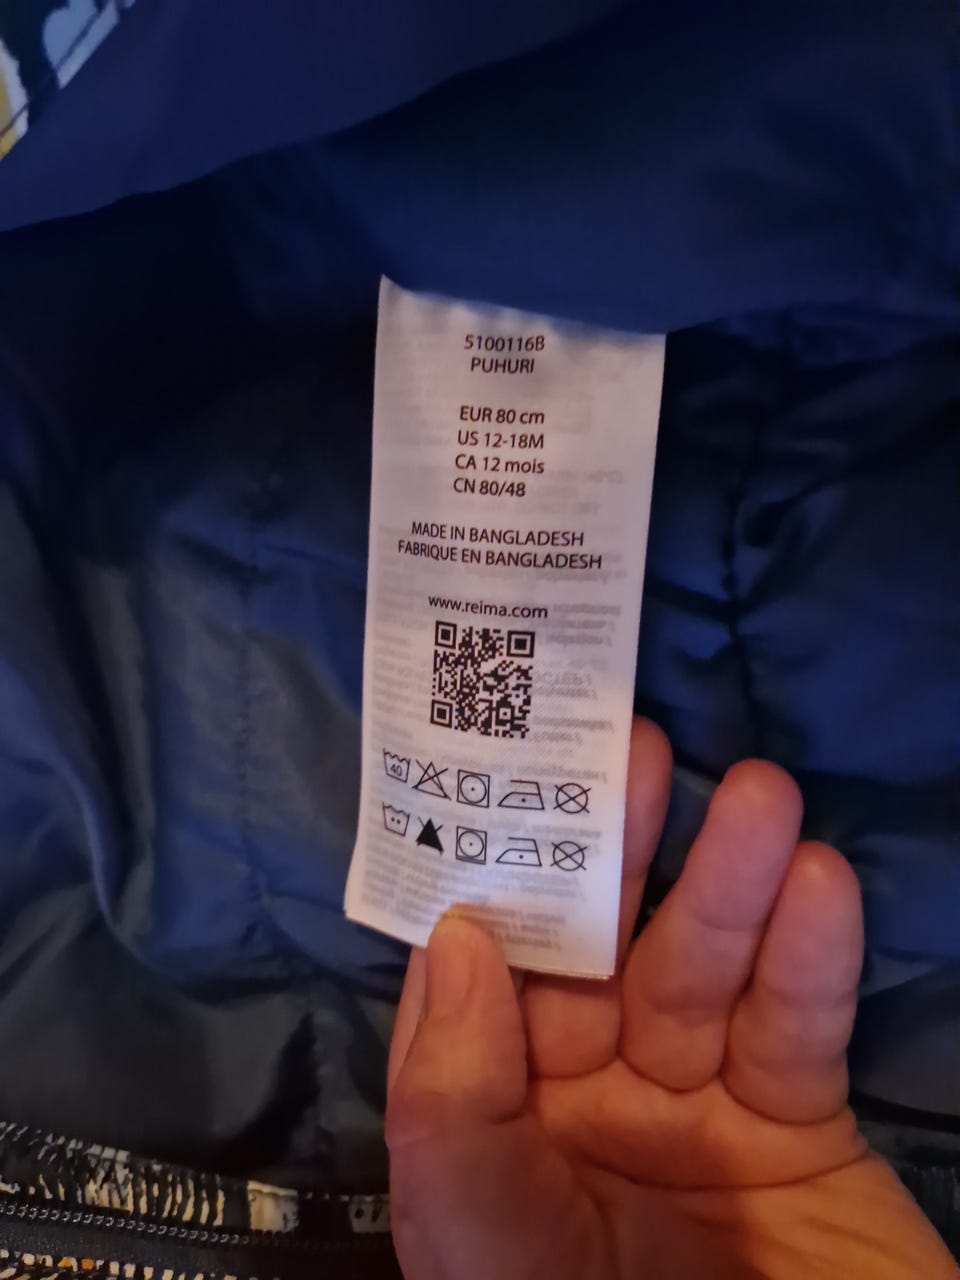 5100116B
PUHURI
EUR 80 cm
US 12-18M
CA 12 mois
CN 80/48
MADE IN BANGLADESH
FABRIQUE EN BANGLADESH
www.reima.com
40